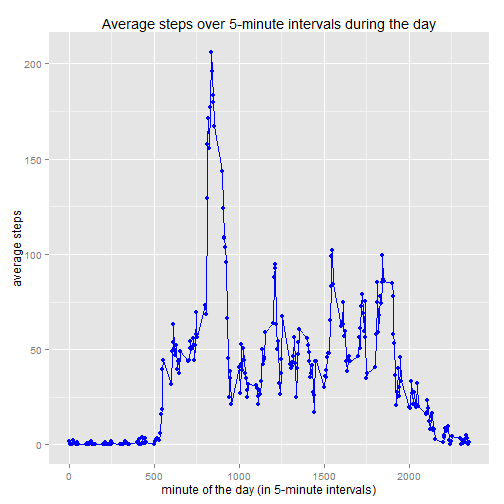 Average steps over 5-minute intervals during the day
200
150
100
50
0
average steps
0 500 1000 1500 2000
minute of the day (in 5-minute intervals)